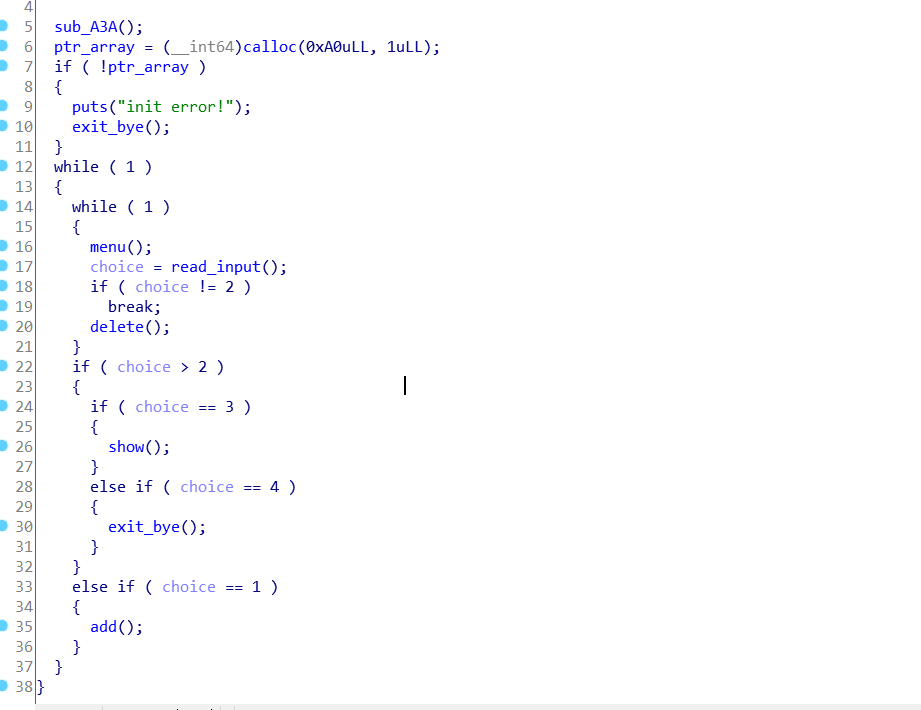 4
5 sub_A3A();
6 ptr_array = (__int64)calloc(0xA0uLL, 1uLL);
7 if ( !ptr_array )
8 {
9 puts("init error!");
10 exit_bye();
11 }
12 while ( 1 )
13 {
14 while ( 1 )
15 {
16 menu();
17 choice = read_input();
18 if ( choice != 2 )
19 break;
20 delete();
21 }
22 if ( choice > 2 )
23 {
24 if ( choice == 3 )
25 {
26 show();
27 }
28 else if ( choice == 4 )
29 {
30 exit_bye();
31 }
32 }
33 else if ( choice == 1 )
34 {
35 add();
36 }
37 }
38 }